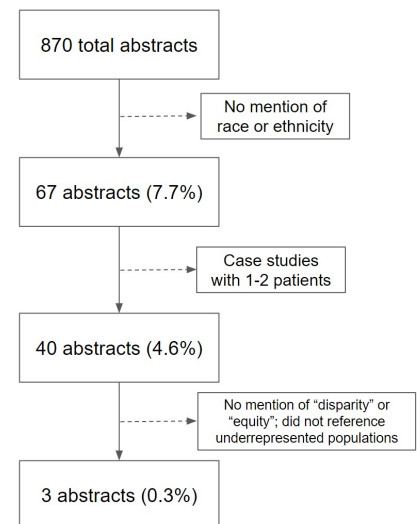 870 total abstracts
No mention of
race or ethnicity
67 abstracts (7.7%)
Case studies
with 1-2 patients
40 abstracts (4.6%)
No mention of “disparity” or
“equity”; did not reference
underrepresented populations
3 abstracts (0.3%)